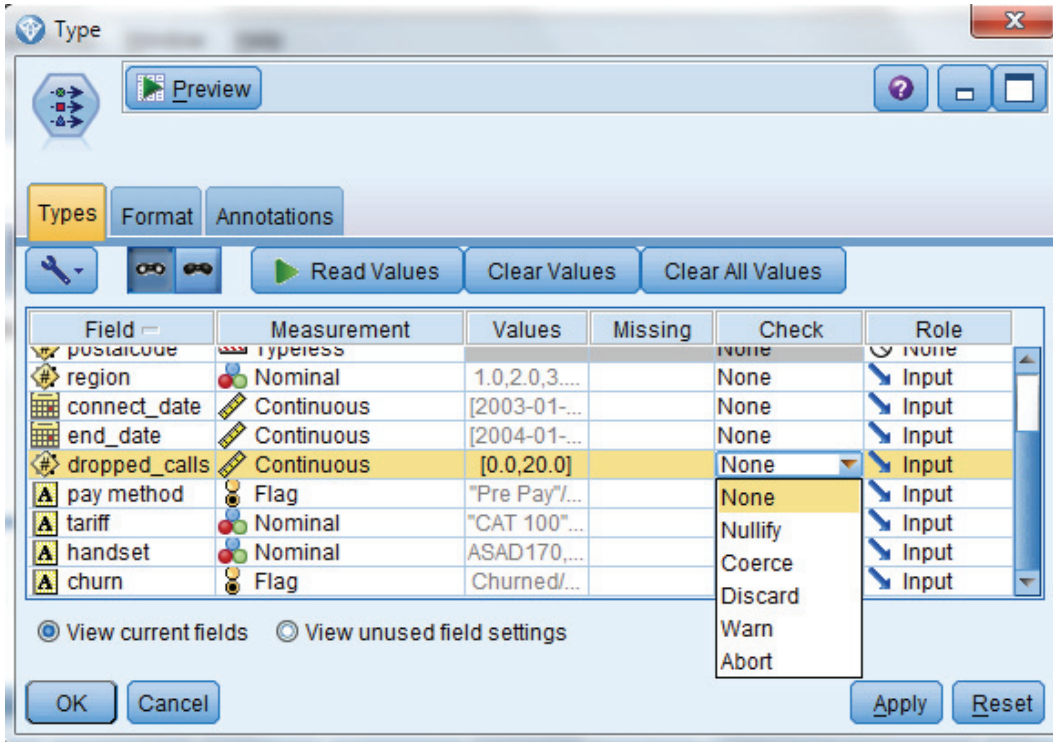 Type
Preview
Types Format Annotations
Read Values Clear Values Clear All Values
Field Measurement Values Missing Check Role
postalcode Typeless None None
region Nominal 1.0,2.0,3.... None Input
connect_date Continuous [2003-01-... None Input
end_date Continuous [2004-01-... None Input
dropped_calls Continuous [0.0,20.0] None Input
pay method Flag "Pre Pay"/... None Input
tariff Nominal "CAT 100"... Nullify Input
handset Nominal ASAD170,... Coerce Input
churn Flag Churned/... Discard Input
View current fields View unused field settings Warn
Abort
OK Cancel Apply Reset